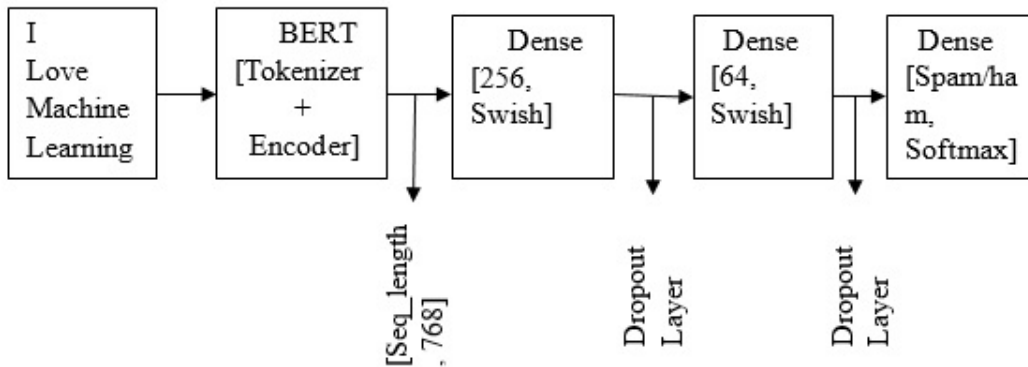 I
Love
Machine
Learning
BERT
[Tokenizer
+
Encoder]
Dense
[256,
Swish]
Dense
[64,
Swish]
Dense
[Spam/ha
m,
Softmax]
[Seq_length
, 768]
Dropout
Layer
Dropout
Layer